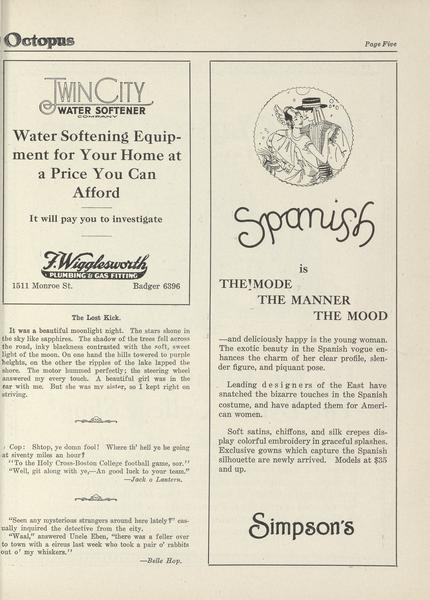 Octopus
Page Five
TWIN CITY
WATER SOFTENER
COMPANY
Water Softening Equip-
ment for Your Home at
a Price You Can
Afford
It will pay you to investigate
F. Wigglesworth
PLUMBING & GAS FITTING
1511 Monroe St.
Badger 6396
The Lost Kick.
It was a beautiful moonlight night. The stars shone in
the sky like sapphires. The shadow of the trees fell across
the road, inky blackness contrasted with the soft, sweet
light of the moon. On one hand the hills towered to purple
heights, on the other the ripples of the lake lapped the
shore. The motor hummed perfectly; the steering wheel
answered my every touch. A beautiful girl was in the
car with me. But she was my sister, so I kept right on
striving.
Cop: Shtop, ye domn fool! Where th' hell ye be going
at siventy miles an hour?
"To the Holy Cross-Boston College football game, sor."
"Well, git along with ye,—An good luck to your team."
—Jack o Lantern.
"Seen any mysterious strangers around here lately?" cas-
ually inquired the detective from the city.
"Waal," answered Uncle Eben, "there was a feller over
to town with a circus last week who took a pair o' rabbits
out o' my whiskers."
—Belle Hop.
Spanish
is
THE MODE
THE MANNER
THE MOOD
—and deliciously happy is the young woman.
The exotic beauty in the Spanish vogue en-
hances the charm of her clear profile, slen-
der figure, and piquant pose.
Leading designers of the East have
snatched the bizarre touches in the Spanish
costume, and have adapted them for Ameri-
can women.
Soft satins, chiffons, and silk crepes dis-
play colorful embroidery in graceful splashes.
Exclusive gowns which capture the Spanish
silhouette are newly arrived. Models at $35
and up.
Simpson's